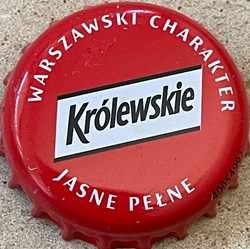 WARSZAWSKI CHARAKTER
Królewskie
JASNE PEŁNE